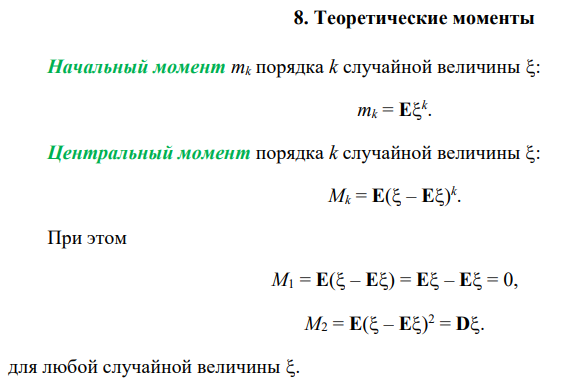 8. Теоретические моменты
Начальный момент mₖ порядка k случайной величины ξ:
mₖ = Eξᵏ.
Центральный момент порядка k случайной величины ξ:
Mₖ = E(ξ – Eξ)ᵏ.
При этом
M₁ = E(ξ – Eξ) = Eξ – Eξ = 0,
M₂ = E(ξ – Eξ)² = Dξ.
для любой случайной величины ξ.